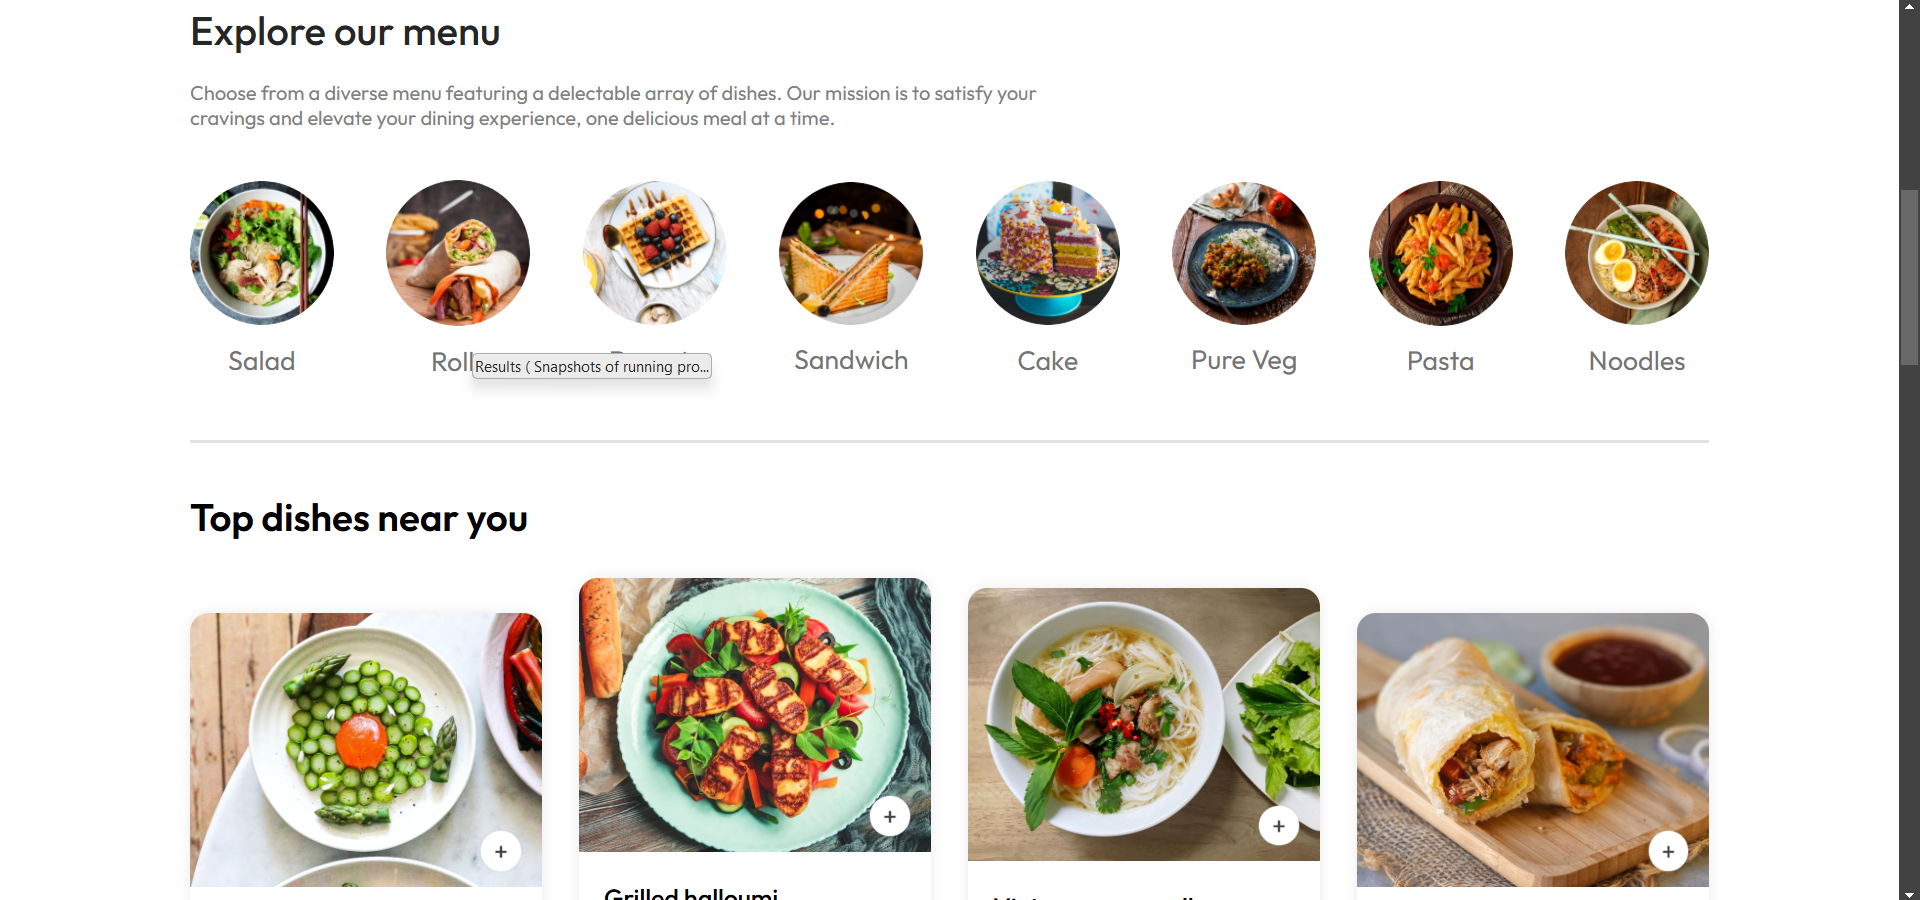 Explore our menu
Choose from a diverse menu featuring a delectable array of dishes. Our mission is to satisfy your
cravings and elevate your dining experience, one delicious meal at a time.
Salad
Roll
Sandwich
Cake
Pure Veg
Pasta
Noodles
Results ( Snapshots of running pro...
Top dishes near you
+
+
+
+
Grilled halloumi